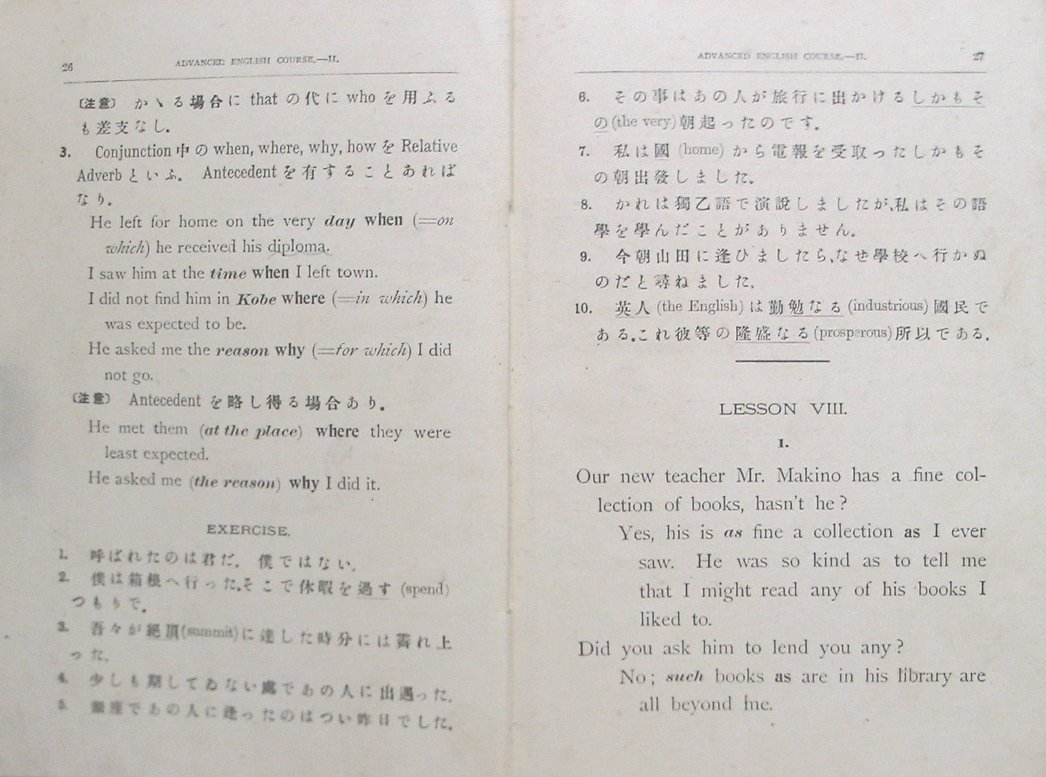 26
ADVANCED ENGLISH COURSE.—II.
〔注意〕 かゝる場合に that の代に who を用ふる
も差支なし。
3. Conjunction 中の when, where, why, how を Relative
Adverb といふ。 Antecedent を有することあれば
なり。
He left for home on the very day when (=on
which) he received his diploma.
I saw him at the time when I left town.
I did not find him in Kobe where (=in which) he
was expected to be.
He asked me the reason why (=for which) I did
not go.
〔注意〕 Antecedent を略し得る場合あり。
He met them (at the place) where they were
least expected.
He asked me (the reason) why I did it.
EXERCISE.
1. 呼ばれたのは君だ。僕ではない。
2. 僕は箱根へ行った、そこで休暇を過す (spend)
つもりで。
3. 吾々が絶頂(summit)に達した時分には霽れ上
った。
4. 少しも期してゐない處であの人に出遇った。
5. 銀座であの人に逢ったのはつい昨日でした。
ADVANCED ENGLISH COURSE.—II.
27
6. その事はあの人が旅行に出かけるしかもそ
の(the very)朝起ったのです。
7. 私は國 (home) から電報を受取ったしかもそ
の朝出發しました。
8. かれは獨乙語で演説しましたが、私はその語
學を學んだことがありません。
9. 今朝山田に逢ひましたら、なぜ學校へ行かぬ
のだと尋ねました。
10. 英人 (the English) は勤勉なる (industrious) 國民で
ある。これ彼等の隆盛なる(prosperous)所以である。
LESSON VIII.
1.
Our new teacher Mr. Makino has a fine col-
lection of books, hasn't he?
Yes, his is as fine a collection as I ever
saw. He was so kind as to tell me
that I might read any of his books I
liked to.
Did you ask him to lend you any?
No; such books as are in his library are
all beyond me.